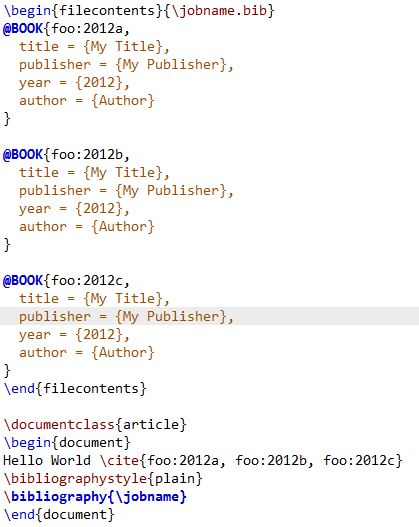 \begin{filecontents}{\jobname.bib}
@BOOK{foo:2012a,
  title = {My Title},
  publisher = {My Publisher},
  year = {2012},
  author = {Author}
}

@BOOK{foo:2012b,
  title = {My Title},
  publisher = {My Publisher},
  year = {2012},
  author = {Author}
}

@BOOK{foo:2012c,
  title = {My Title},
  publisher = {My Publisher},
  year = {2012},
  author = {Author}
}
\end{filecontents}

\documentclass{article}
\begin{document}
Hello World \cite{foo:2012a, foo:2012b, foo:2012c}
\bibliographystyle{plain}
\bibliography{\jobname}
\end{document}